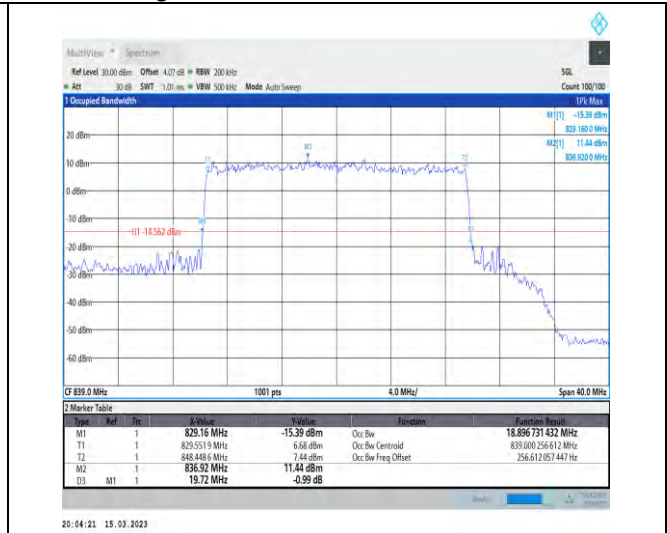 MultiView Spectrum
Ref Level 30.00 dBm Offset 4.07 dB RBW 200 kHz SGL
Att 30 dB SWT 1.01 ms VBW 500 kHz Mode Auto Sweep Count 100/100
1 Occupied Bandwidth 1Pk Max
M1[1] -15.39 dBm
829.160 0 MHz
M2[1] 11.44 dBm
836.920 0 MHz
20 dBm
M2
T1
T2
10 dBm
0 dBm
-10 dBm
M1
H1 -14.562 dBm
D3
-20 dBm
-30 dBm
-40 dBm
-50 dBm
-60 dBm
CF 839.0 MHz 1001 pts 4.0 MHz/ Span 40.0 MHz
2 Marker Table
Type Ref Trc X-Value Y-Value Function Function Result
M1 1 829.16 MHz -15.39 dBm Occ Bw 18.896 731 432 MHz
T1 1 829.5519 MHz 6.68 dBm Occ Bw Centroid 839.000 256 612 MHz
T2 1 848.448 6 MHz 7.44 dBm Occ Bw Freq Offset 256.612 057 447 Hz
M2 1 836.92 MHz 11.44 dBm
D3 M1 1 19.72 MHz -0.99 dB
20:04:21 15.03.2023